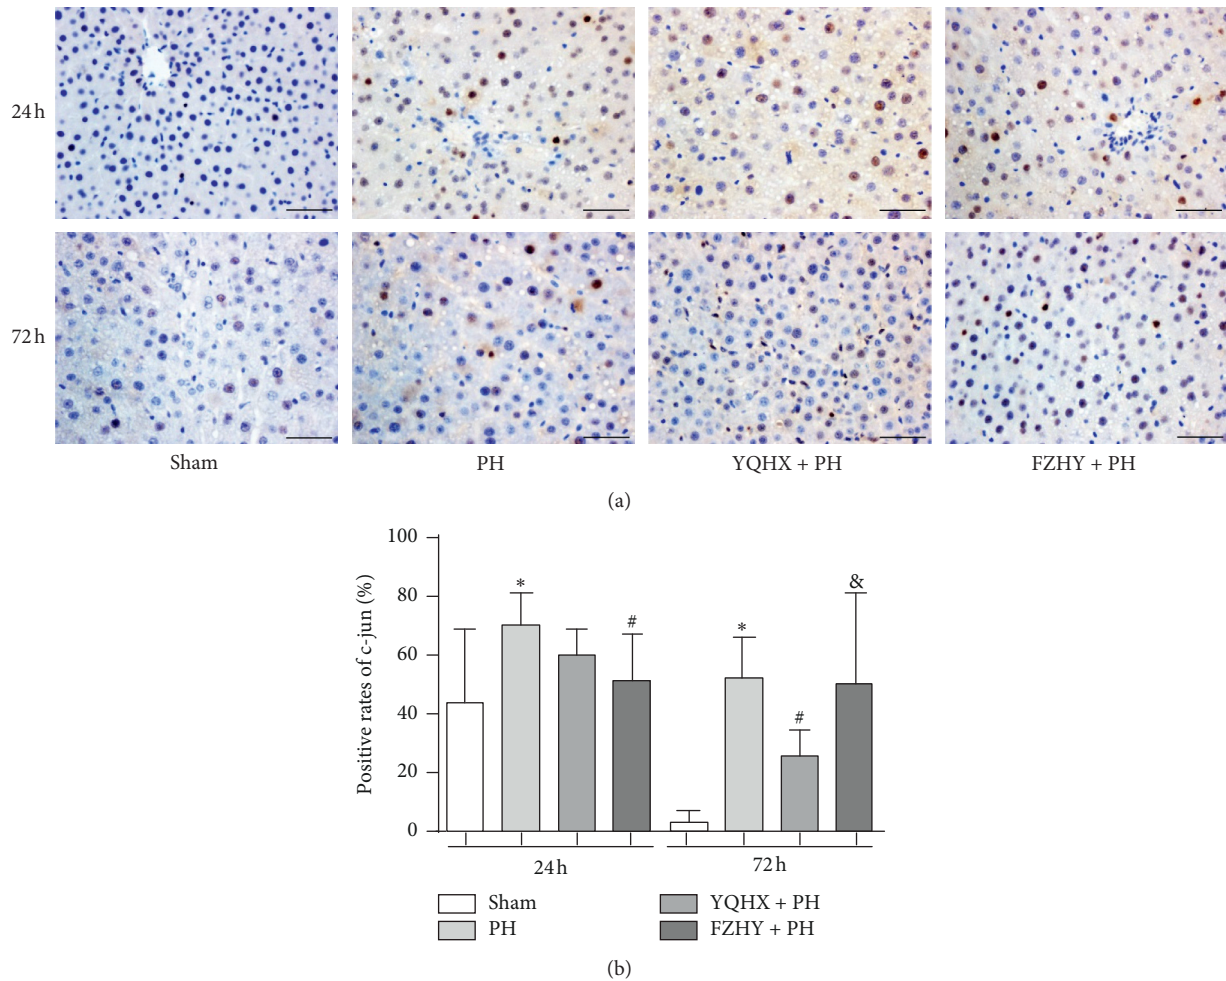 24 h
72 h
Sham
PH
YQHX + PH
FZHY + PH
(a)
Positive rates of c-jun (%)
100
80
60
40
20
0
*
#
*
#
&
24 h
72 h
Sham
PH
YQHX + PH
FZHY + PH
(b)